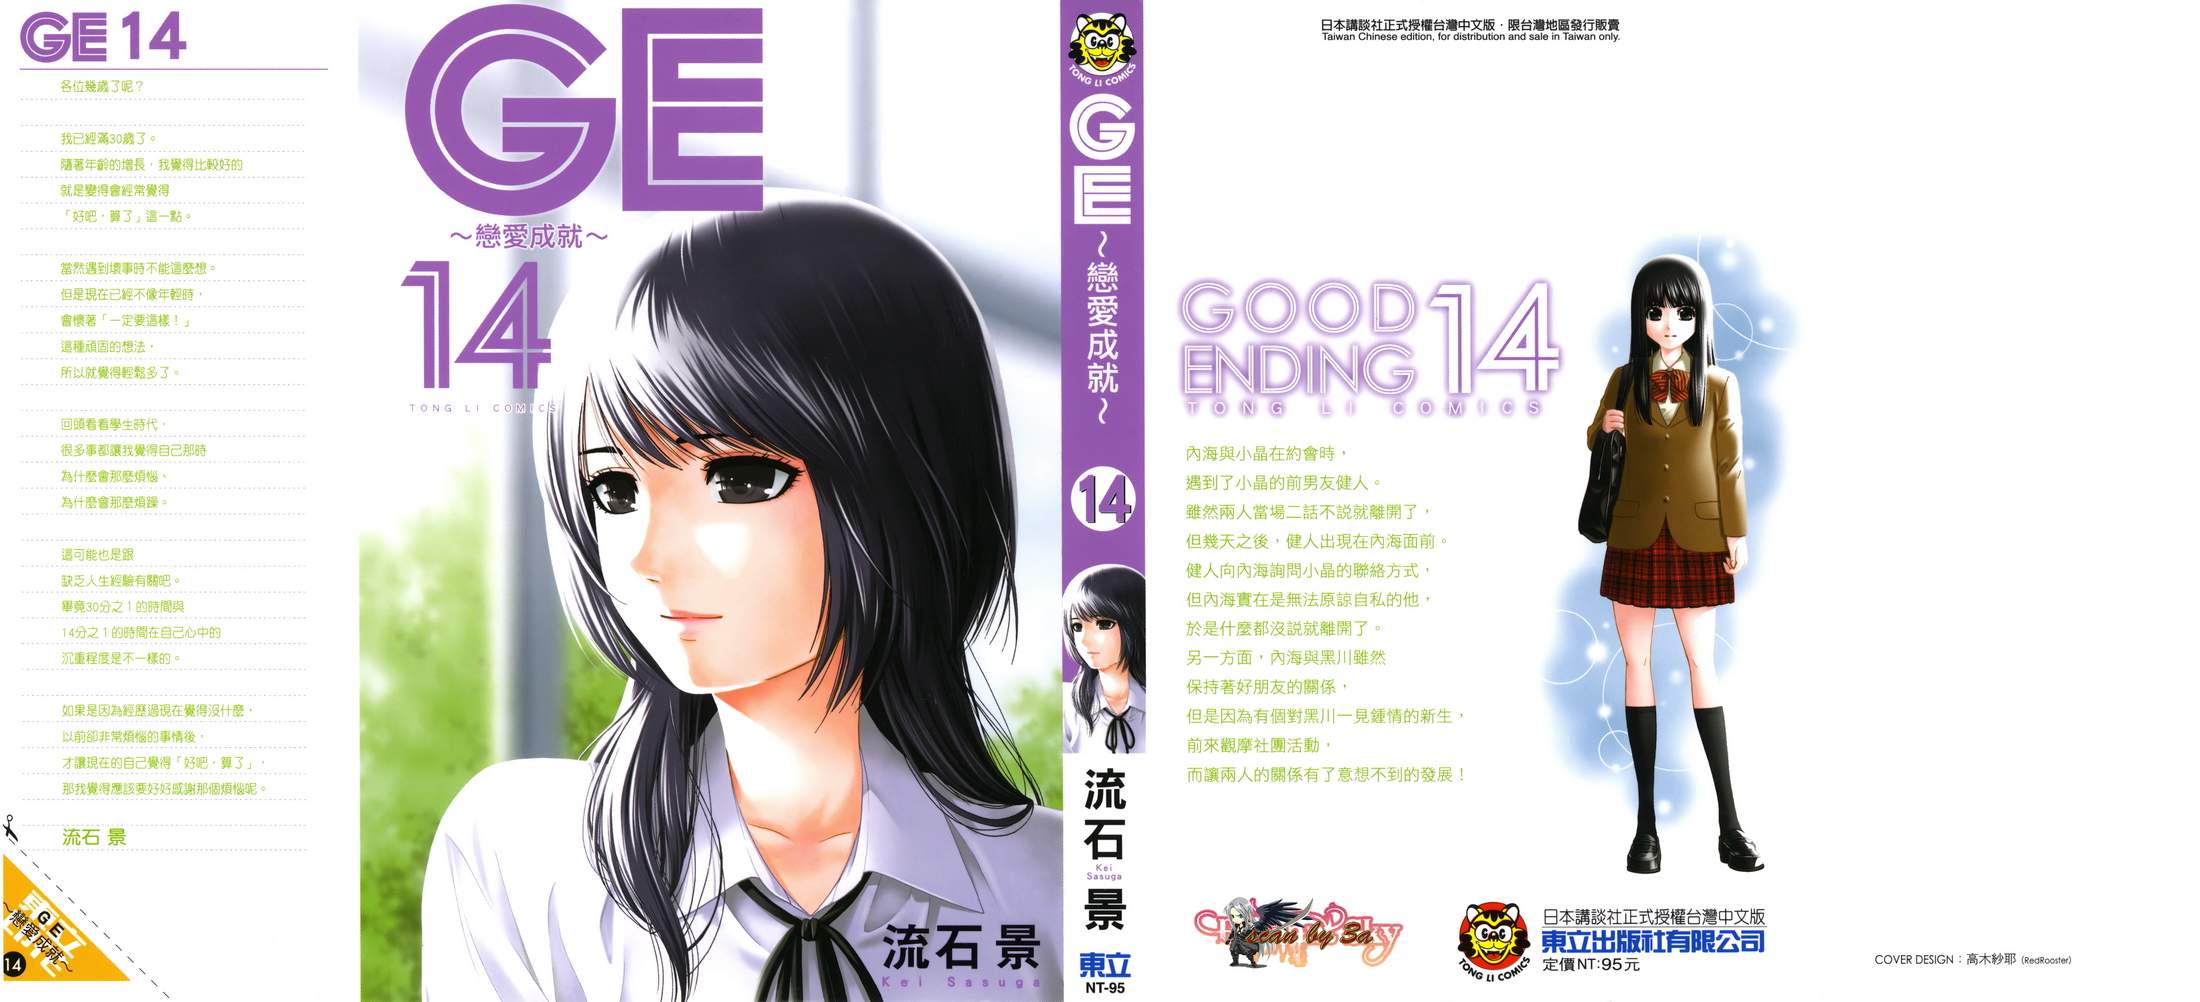 GE 14
各位幾歲了呢？
我已經滿30歲了。
隨著年齡的增長，我覺得比較好的
就是變得會經常覺得
「好吧，算了」這一點。
當然遇到壞事時不能這麼想。
但是現在已經不像年輕時，
會懷著「一定要這樣！」
這種頑固的想法，
所以就覺得輕鬆多了。
回頭看看學生時代，
很多事都讓我覺得自己那時
為什麼會那麼煩惱、
為什麼會那麼煩躁。
這可能也是跟
缺乏人生經驗有關吧。
畢竟30分之1的時間與
14分之1的時間在自己心中的
沉重程度是不一樣的。
如果是因為經歷過現在覺得沒什麼，
以前卻非常煩惱的事情後，
才讓現在的自己覺得「好吧，算了」，
那我覺得應該要好好感謝那個煩惱呢。
流石 景
GE
～戀愛成就～
14
GE
～戀愛成就～
14
TONG LI COMICS
流石 景
Kei Sasuga
TONG LI COMICS
GE
～戀愛成就～
14
流石景
Kei
Sasuga
東立
NT-95
日本講談社正式授權台灣中文版・限台灣地區發行販賣
Taiwan Chinese edition, for distribution and sale in Taiwan only.
GOOD
ENDING 14
TONG LI COMICS
內海與小晶在約會時，
遇到了小晶的前男友健人。
雖然兩人當場二話不說就離開了，
但幾天之後，健人出現在內海面前。
健人向內海詢問小晶的聯絡方式，
但內海實在是無法原諒自私的他，
於是什麼都沒說就離開了。
另一方面，內海與黑川雖然
保持著好朋友的關係，
但是因為有個對黑川一見鍾情的新生，
前來觀摩社團活動，
而讓兩人的關係有了意想不到的發展！
scan by 3a
TONG LI COMICS
日本講談社正式授權台灣中文版
東立出版社有限公司
定價NT:95元
COVER DESIGN：高木紗耶（RedRooster）